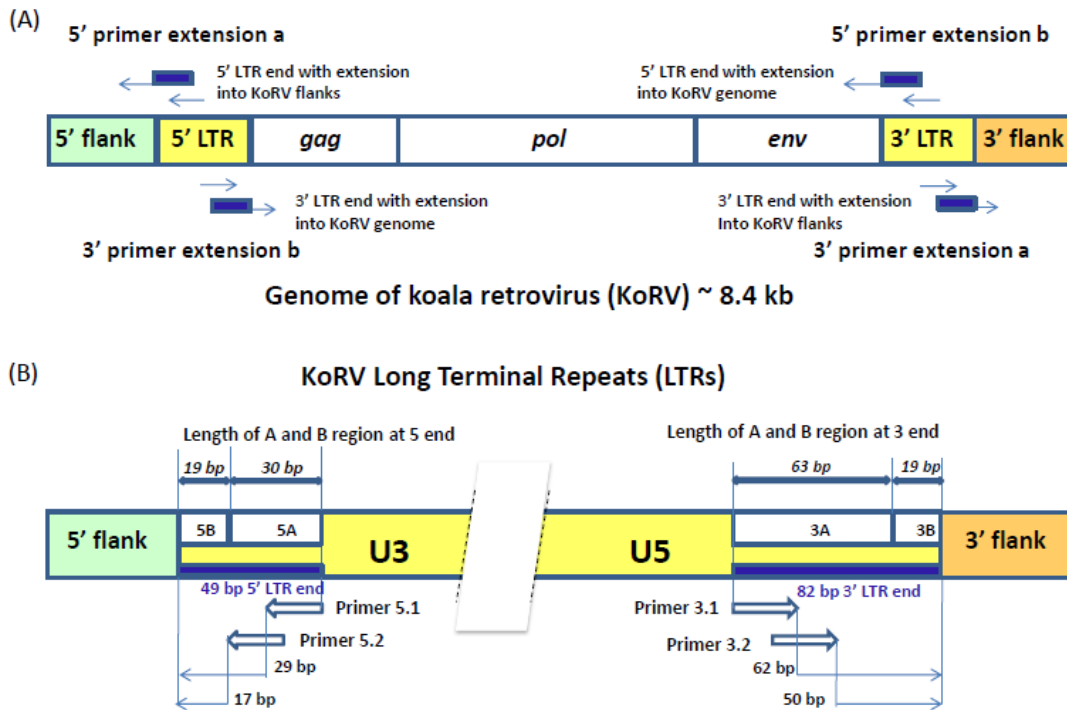 (A)
5' primer extension a
5' primer extension b
5' LTR end with extension
into KoRV flanks
5' LTR end with extension
into KoRV genome
5' flank
5' LTR
gag
pol
env
3' LTR
3' flank
3' LTR end with extension
into KoRV genome
3' LTR end with extension
Into KoRV flanks
3' primer extension b
3' primer extension a
Genome of koala retrovirus (KoRV) ~ 8.4 kb
(B)
KoRV Long Terminal Repeats (LTRs)
Length of A and B region at 5 end
Length of A and B region at 3 end
19 bp
30 bp
63 bp
19 bp
5' flank
5B
5A
U3
U5
3A
3B
3' flank
49 bp 5' LTR end
82 bp 3' LTR end
Primer 5.1
Primer 3.1
Primer 5.2
Primer 3.2
29 bp
62 bp
17 bp
50 bp